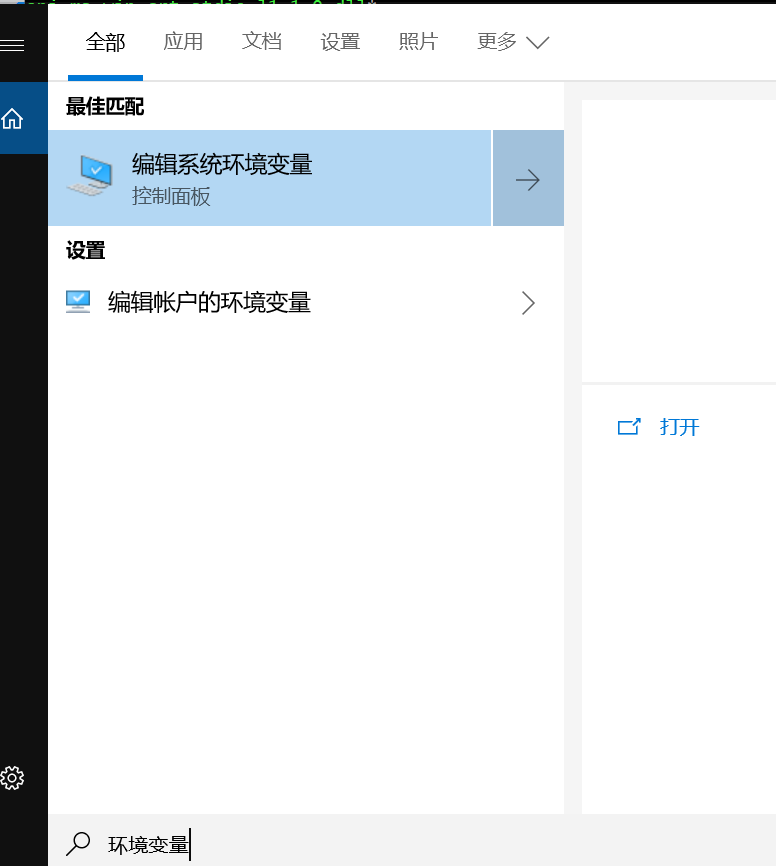 全部 应用 文档 设置 照片 更多
最佳匹配
编辑系统环境变量
控制面板
设置
编辑帐户的环境变量
打开
环境变量